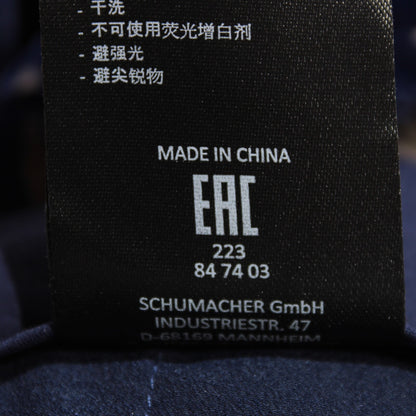 - 干洗
- 不可使用荧光增白剂
- 避强光
- 避尖锐物
MADE IN CHINA
EAC
223
84 74 03
SCHUMACHER GmbH
INDUSTRIESTR. 47
D-68169 MANNHEIM